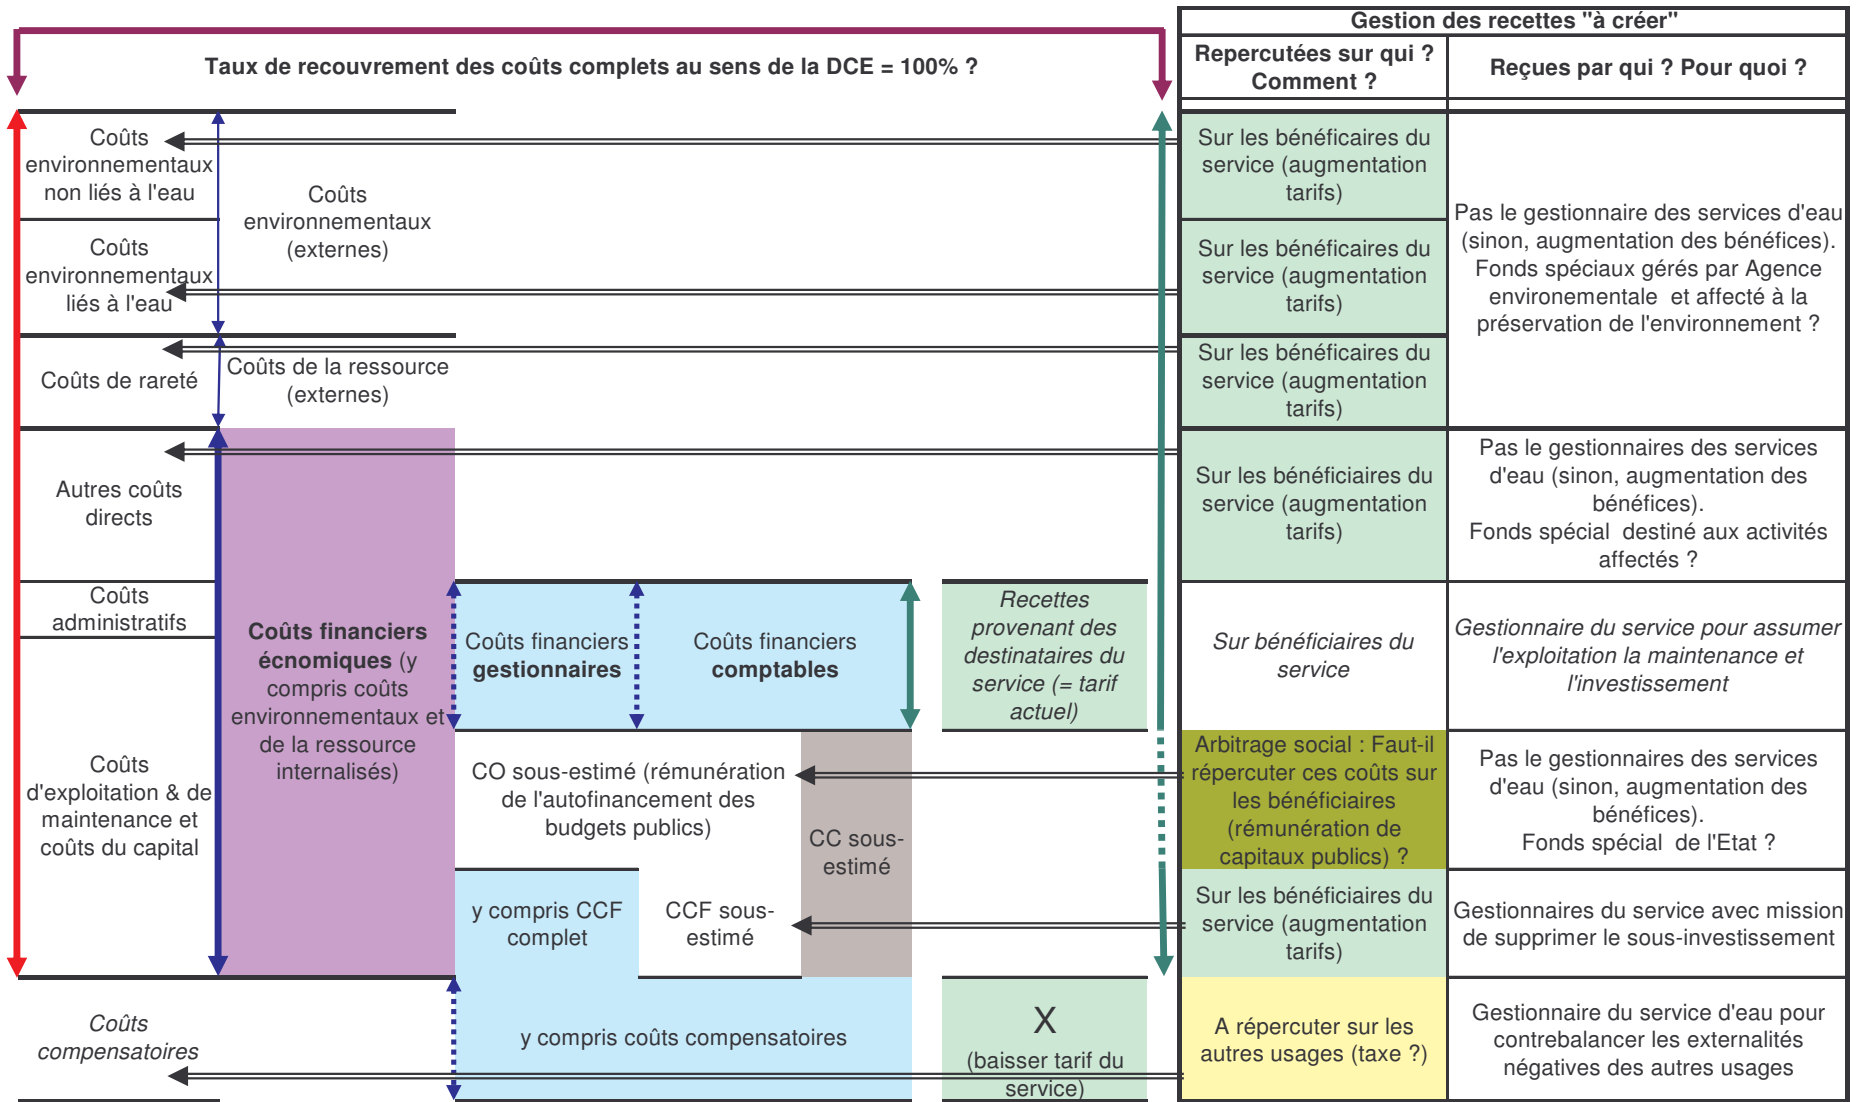 Taux de recouvrement des coûts complets au sens de la DCE = 100% ?
Gestion des recettes "à créer"
Repercutées sur qui ?
Comment ?
Reçues par qui ? Pour quoi ?
Coûts
environnementaux
non liés à l'eau
Coûts
environnementaux
liés à l'eau
Coûts
environnementaux
(externes)
Sur les bénéficaires du
service (augmentation
tarifs)
Sur les bénéficaires du
service (augmentation
tarifs)
Pas le gestionnaire des services d'eau
(sinon, augmentation des bénéfices).
Fonds spéciaux gérés par Agence
environementale et affecté à la
préservation de l'environnement ?
Coûts de rareté
Coûts de la ressource
(externes)
Sur les bénéficaires du
service (augmentation
tarifs)
Autres coûts
directs
Sur les bénéficiaires du
service (augmentation
tarifs)
Pas le gestionnaires des services
d'eau (sinon, augmentation des
bénéfices).
Fonds spécial destiné aux activités
affectés ?
Coûts
administratifs
Coûts financiers
écnomiques (y
compris coûts
environnementaux et
de la ressource
internalisés)
Coûts financiers
gestionnaires
Coûts financiers
comptables
Recettes
provenant des
destinataires du
service (= tarif
actuel)
Sur bénéficiaires du
service
Gestionnaire du service pour assumer
l'exploitation la maintenance et
l'investissement
Coûts
d'exploitation & de
maintenance et
coûts du capital
CO sous-estimé (rémunération
de l'autofinancement des
budgets publics)
CC sous-
estimé
Arbitrage social : Faut-il
répercuter ces coûts sur
les bénéficiaires
(rémunération de
capitaux publics) ?
Pas le gestionnaires des services
d'eau (sinon, augmentation des
bénéfices).
Fonds spécial de l'Etat ?
y compris CCF
complet
CCF sous-
estimé
Sur les bénéficiaires du
service (augmentation
tarifs)
Gestionnaires du service avec mission
de supprimer le sous-investissement
Coûts
compensatoires
y compris coûts compensatoires
X
(baisser tarif du
service)
A répercuter sur les
autres usages (taxe ?)
Gestionnaire du service d'eau pour
contrebalancer les externalités
négatives des autres usages